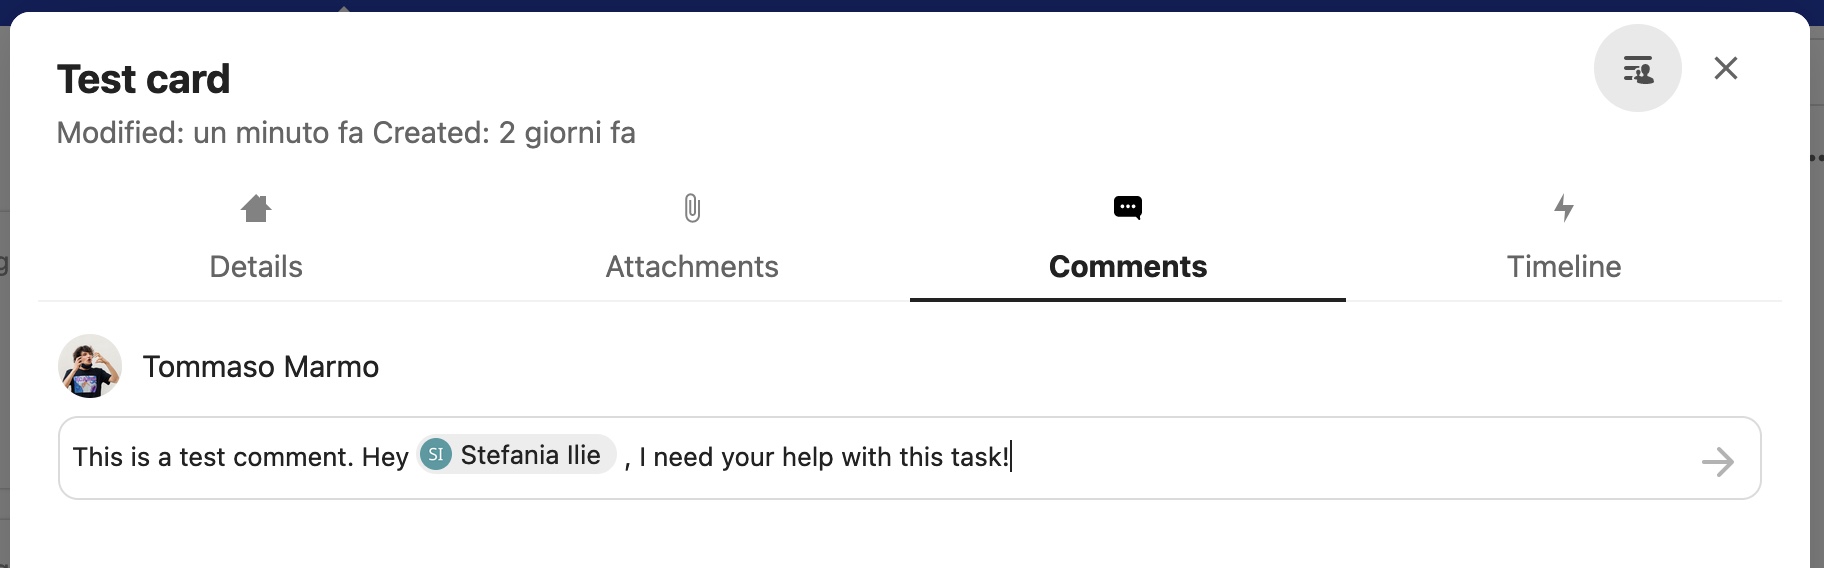 Test card
Modified: un minuto fa Created: 2 giorni fa
Details
Attachments
Comments
Timeline
Tommaso Marmo
This is a test comment. Hey SI Stefania Ilie , I need your help with this task!